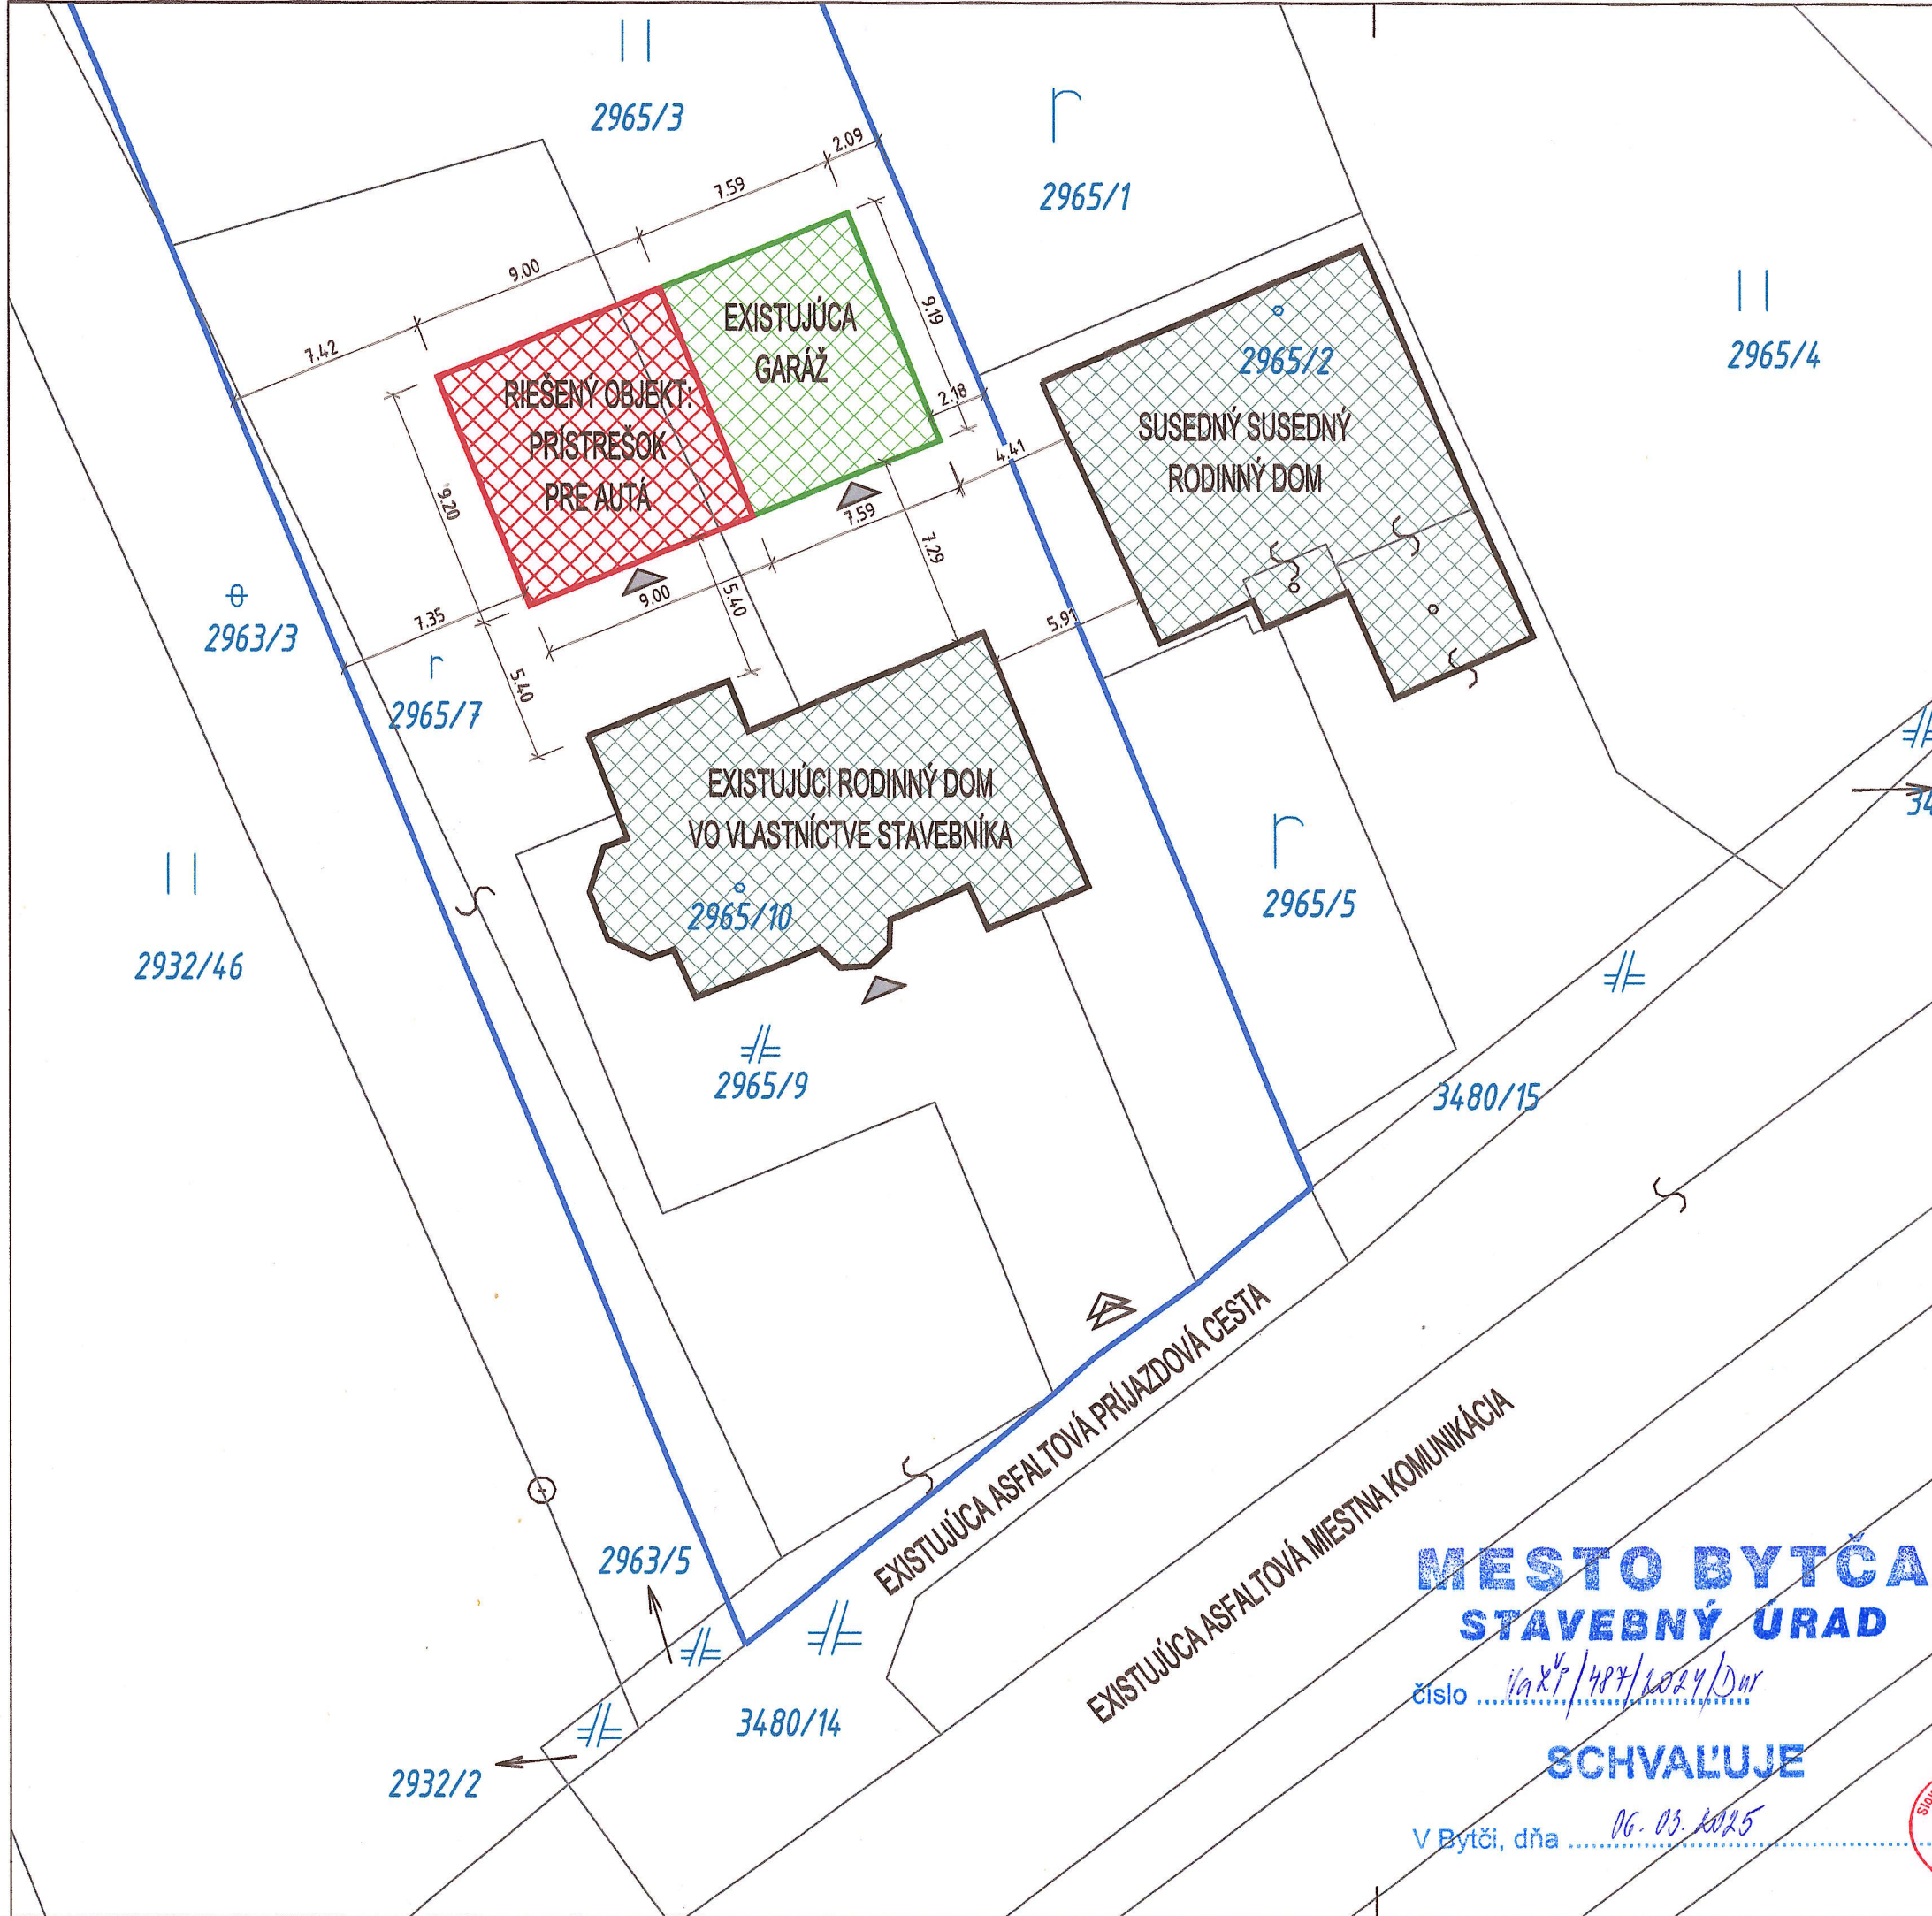 2965/3
2965/1
2.09
7.59
9.00
7.42
9.19
EXISTUJÚCA
GARÁŽ
2965/2
2965/4
RIEŠENÝ OBJEKT:
PRÍSTREŠOK
PRE AUTÁ
2.18
4.41
SUSEDNÝ SUSEDNÝ
RODINNÝ DOM
9.20
7.59
7.29
9.00
5.40
7.35
5.91
2963/3
2965/7
5.40
EXISTUJÚCI RODINNÝ DOM
VO VLASTNÍCTVE STAVEBNÍKA
2965/10
2965/5
34
2932/46
2965/9
3480/15
EXISTUJÚCA ASFALTOVÁ PRÍJAZDOVÁ CESTA
EXISTUJÚCA ASFALTOVÁ MIESTNA KOMUNIKÁCIA
2963/5
3480/14
2932/2
MESTO BYTČA
STAVEBNÝ ÚRAD
číslo /487/2024/Dur
SCHVAĽUJE
V Bytči, dňa 06. 03. 2025